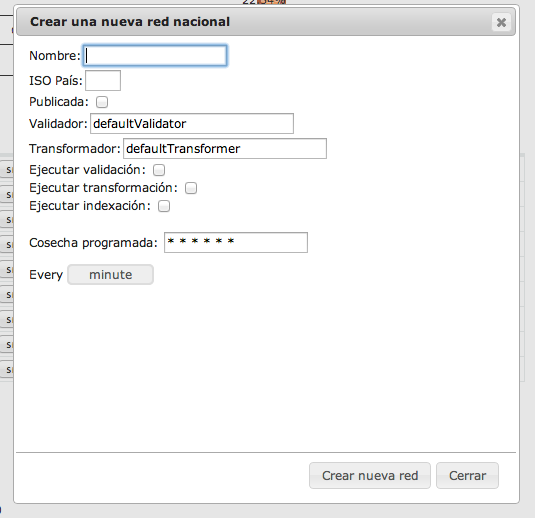 Crear una nueva red nacional
Nombre:
ISO País:
Publicada:
Validador: defaultValidator
Transformador: defaultTransformer
Ejecutar validación:
Ejecutar transformación:
Ejecutar indexación:
Cosecha programada: * * * * * *
Every minute
Crear nueva red Cerrar